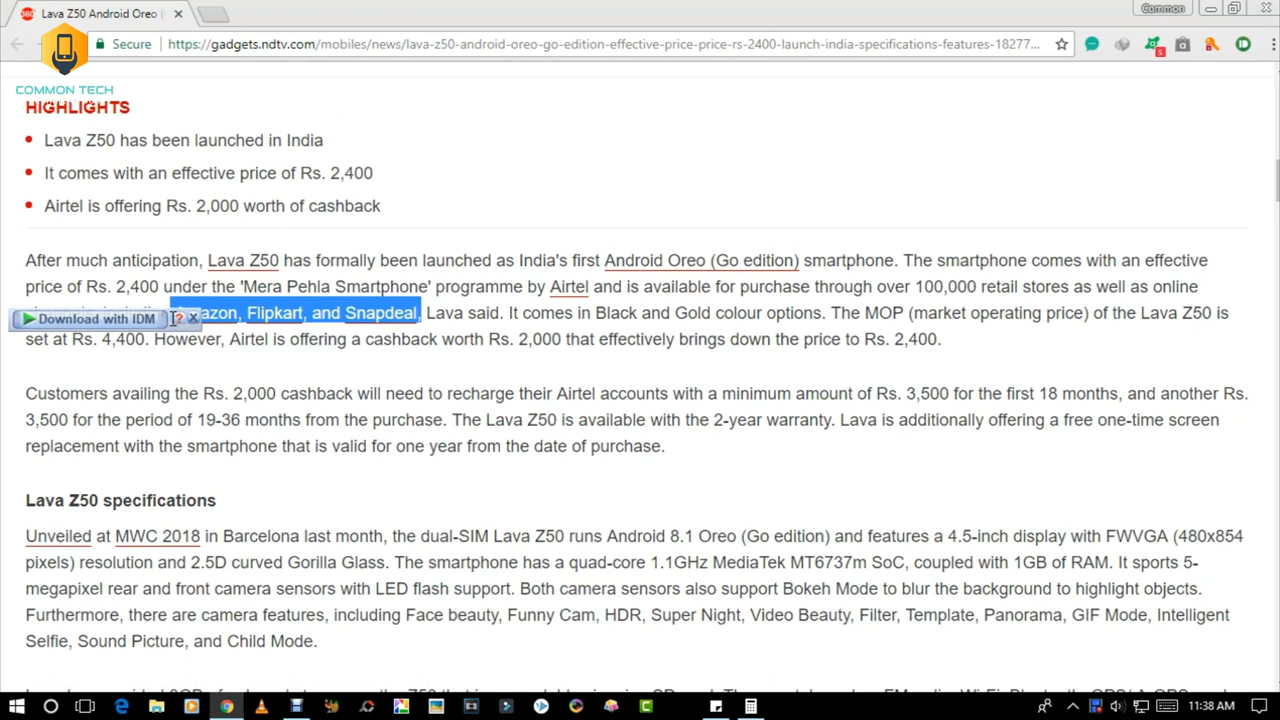 Lava Z50 Android Oreo (
Common
Secure
https://gadgets.ndtv.com/mobiles/news/lava-z50-android-oreo-go-edition-effective-price-price-rs-2400-launch-india-specifications-features-18277...
COMMON TECH
HIGHLIGHTS
Lava Z50 has been launched in India
It comes with an effective price of Rs. 2,400
Airtel is offering Rs. 2,000 worth of cashback
After much anticipation, Lava Z50 has formally been launched as India's first Android Oreo (Go edition) smartphone. The smartphone comes with an effective
price of Rs. 2,400 under the 'Mera Pehla Smartphone' programme by Airtel and is available for purchase through over 100,000 retail stores as well as online
Flipkart, and Snapdeal, Lava said. It comes in Black and Gold colour options. The MOP (market operating price) of the Lava Z50 is
Download with IDM
set at Rs. 4,400. However, Airtel is offering a cashback worth Rs. 2,000 that effectively brings down the price to Rs. 2,400.
Customers availing the Rs. 2,000 cashback will need to recharge their Airtel accounts with a minimum amount of Rs. 3,500 for the first 18 months, and another Rs.
3,500 for the period of 19-36 months from the purchase. The Lava Z50 is available with the 2-year warranty. Lava is additionally offering a free one-time screen
replacement with the smartphone that is valid for one year from the date of purchase.
Lava Z50 specifications
Unveiled at MWC 2018 in Barcelona last month, the dual-SIM Lava Z50 runs Android 8.1 Oreo (Go edition) and features a 4.5-inch display with FWVGA (480x854
pixels) resolution and 2.5D curved Gorilla Glass. The smartphone has a quad-core 1.1GHz MediaTek MT6737m SoC, coupled with 1GB of RAM. It sports 5-
megapixel rear and front camera sensors with LED flash support. Both camera sensors also support Bokeh Mode to blur the background to highlight objects.
Furthermore, there are camera features, including Face beauty, Funny Cam, HDR, Super Night, Video Beauty, Filter, Template, Panorama, GIF Mode, Intelligent
Selfie, Sound Picture, and Child Mode.
11:38 AM